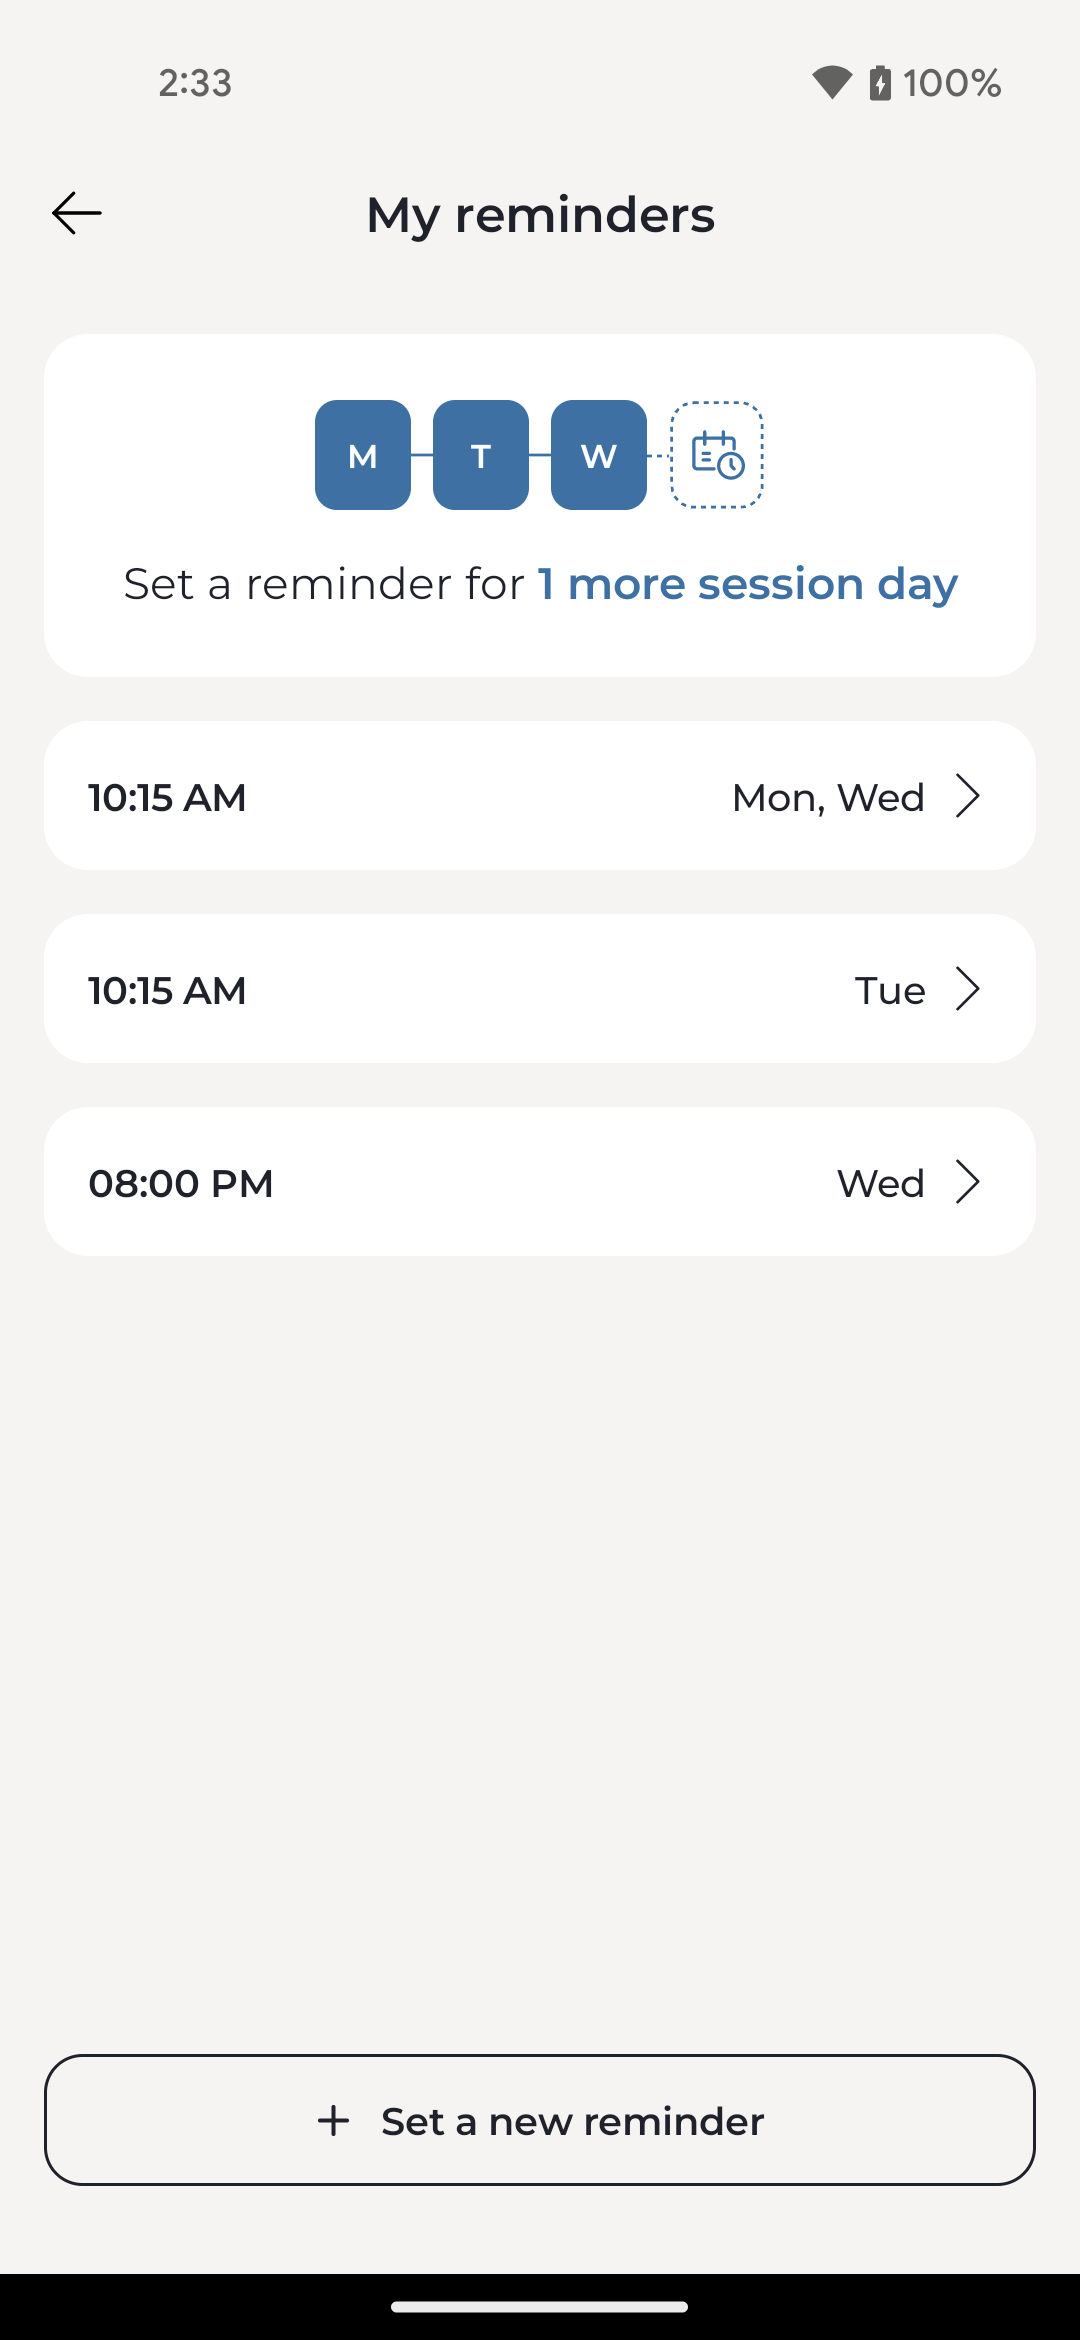 2:33
100%
My reminders
M T W
Set a reminder for 1 more session day
10:15 AM Mon, Wed
10:15 AM Tue
08:00 PM Wed
Set a new reminder